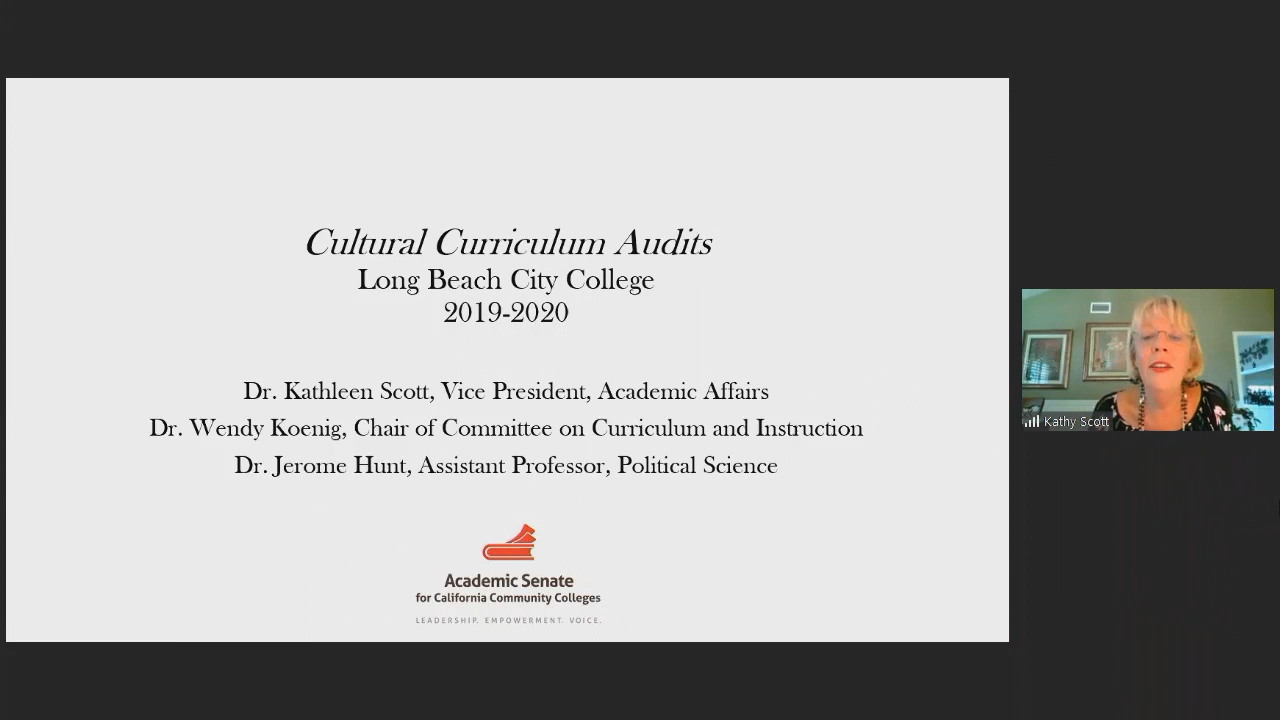 Cultural Curriculum Audits
Long Beach City College
2019-2020
Dr. Kathleen Scott, Vice President, Academic Affairs
Dr. Wendy Koenig, Chair of Committee on Curriculum and Instruction
Dr. Jerome Hunt, Assistant Professor, Political Science
Academic Senate
for California Community Colleges
LEADERSHIP. EMPOWERMENT. VOICE.
Kathy Scott